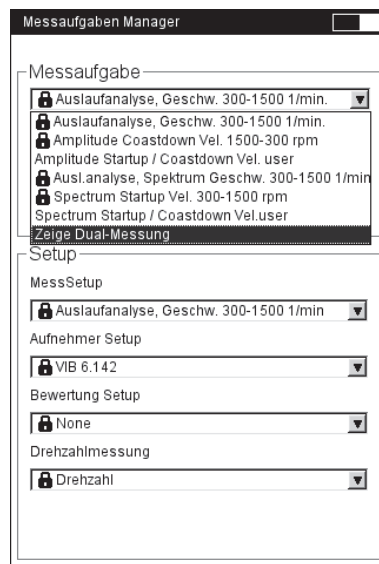 Messaufgaben Manager
Messaufgabe
Auslaufanalyse, Geschw. 300-1500 1/min.
Auslaufanalyse, Geschw. 300-1500 1/min.
Amplitude Coastdown Vel. 1500-300 rpm
Amplitude Startup / Coastdown Vel. user
Ausl.analyse, Spektrum Geschw. 300-1500 1/min
Spectrum Startup Vel. 300-1500 rpm
Spectrum Startup / Coastdown Vel.user
Zeige Dual-Messung
Setup
MessSetup
Auslaufanalyse, Geschw. 300-1500 1/min
Aufnehmer Setup
VIB 6.142
Bewertung Setup
None
Drehzahlmessung
Drehzahl